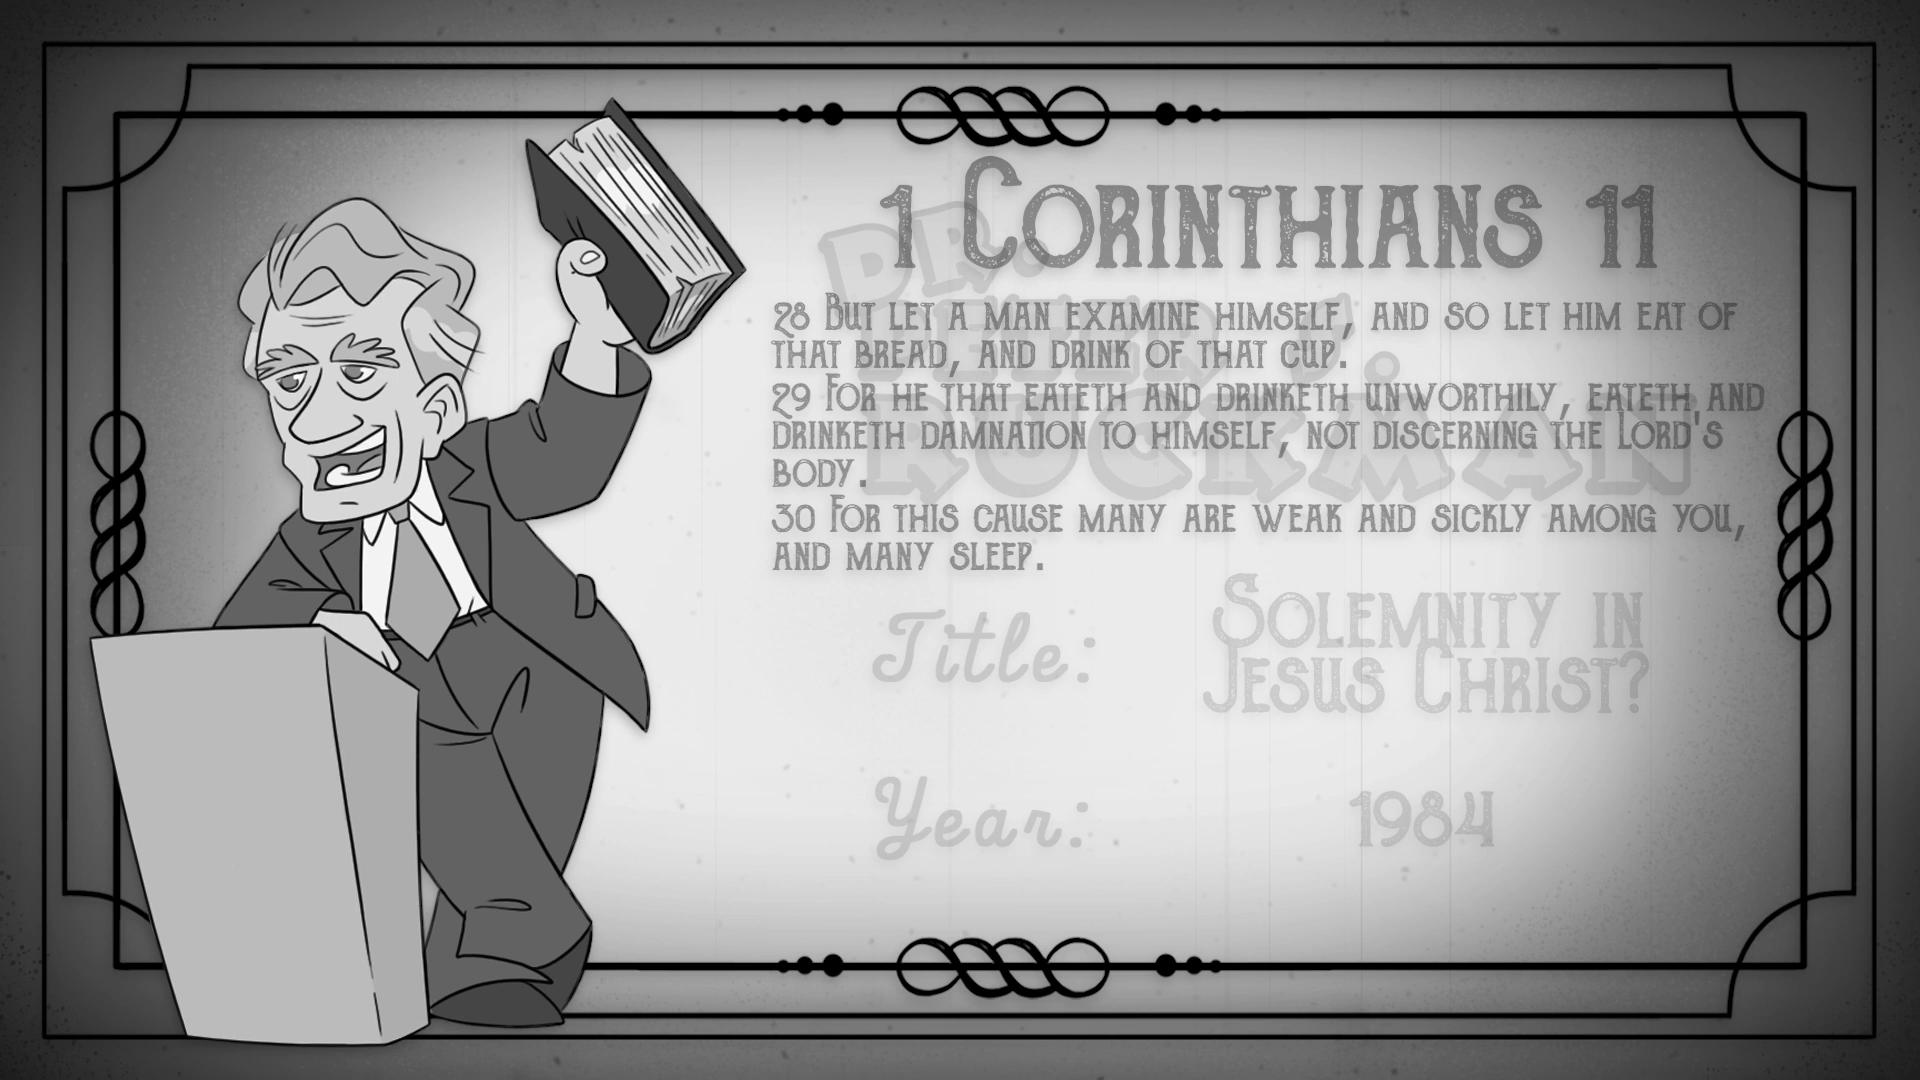 1 Corinthians 11
Dr.
Peter S.
Ruckman
28 But let a man examine himself, and so let him eat of
that bread, and drink of that cup.
29 For he that eateth and drinketh unworthily, eateth and
drinketh damnation to himself, not discerning the Lord's
body.
30 For this cause many are weak and sickly among you,
and many sleep.
Title: Solemnity in
Jesus Christ?
Year: 1984